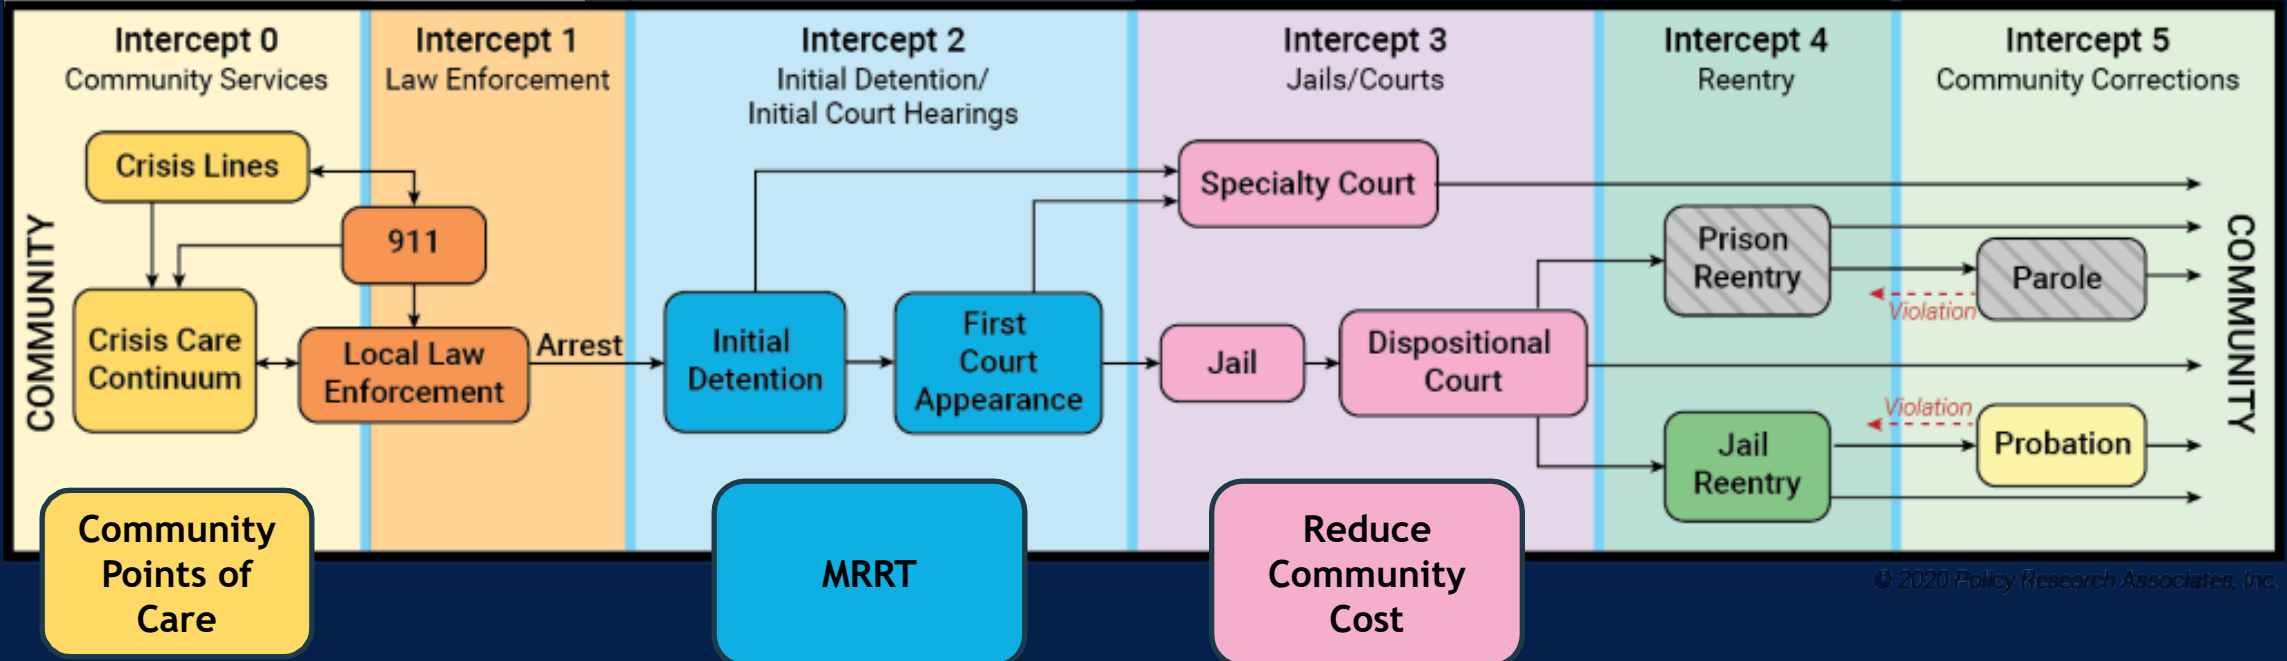 Intercept 0
Community Services
Intercept 1
Law Enforcement
Intercept 2
Initial Detention/
Initial Court Hearings
Intercept 3
Jails/Courts
Intercept 4
Reentry
Intercept 5
Community Corrections
COMMUNITY
Crisis Lines
911
Crisis Care
Continuum
Local Law
Enforcement
Arrest
Initial
Detention
First
Court
Appearance
Specialty Court
Jail
Dispositional
Court
Prison
Reentry
Parole
Violation
Jail
Reentry
Violation
Probation
COMMUNITY
Community
Points of
Care
MRRT
Reduce
Community
Cost
© 2020 Policy Research Associates, Inc.